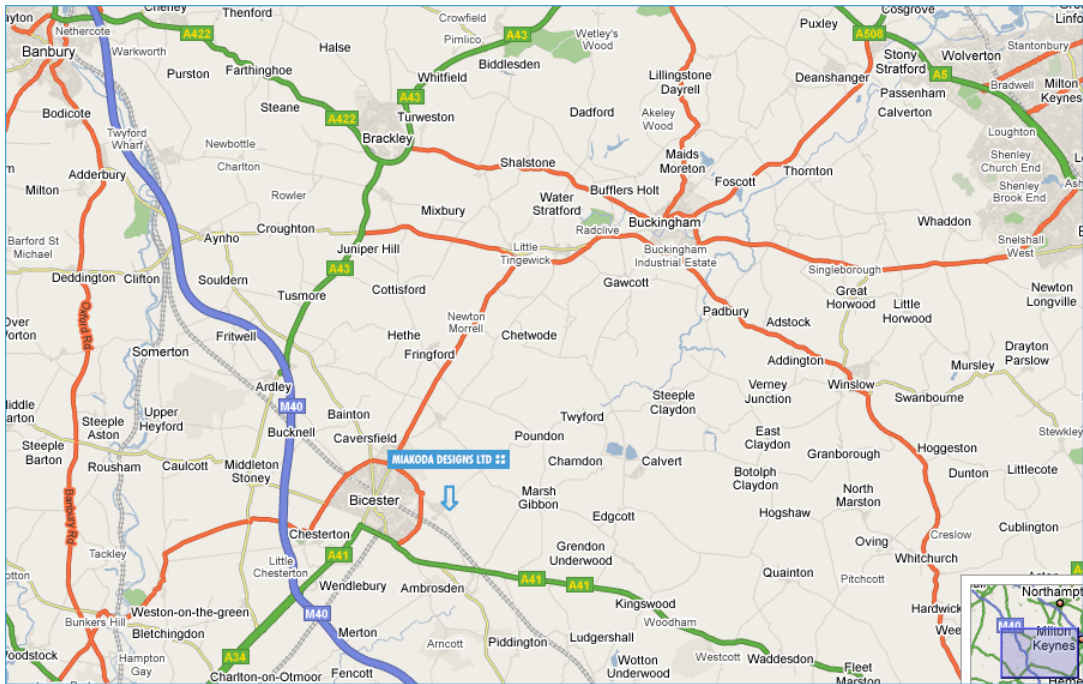 ayton
Nethercote
Cherley
Thenford
A422
Crowfield
Pimlico
A43
Wetley's
Wood
Puxley
Cosgrove
A508
Linfo
Banbury
Warkworth
Halse
Biddlesden
Stony
Stratford
Wolverton
Stantonbury
Purston
Farthinghoe
Whitfield
Lillingstone
Dayrell
Deanshanger
A5
Bradwell
Milton
Keynes
Passenham
Bodicote
Steane
A43
A422
Turweston
Dadford
Akeley
Wood
Calverton
Twyford
Wharf
Brackley
Loughton
Newbottle
Charlton
Shalstone
Maids
Moreton
Shenley
Church End
Adderbury
Milton
Rowler
Bufflers Holt
Foscott
Thornton
Shenley
Brook End
Ash
Mixbury
Water
Stratford
Radclive
Buckingham
Whaddon
Barford St
Michael
Aynho
Croughton
Juniper Hill
Little
Tingewick
Buckingham
Industrial Estate
Snelshall
West
Deddington
Clifton
Souldern
A43
Singleborough
Tusmore
Cottisford
Gawcott
Great
Horwood
Little
Horwood
Newton
Longville
Oxford Rd
Over
Worton
Fritwell
Hethe
Newton
Morrell
Chetwode
Padbury
Adstock
Somerton
Fringford
Addington
Drayton
Parslow
Mursley
Ardley
Winslow
Verney
Junction
Swanbourne
M40
Steeple
Claydon
Upper
Heyford
Bainton
Twyford
Steeple
Aston
Bucknell
Caversfield
Poundon
East
Claydon
Stewkley
Steeple
Barton
Hoggeston
Granborough
Rousham
Caulcott
Middleton
Stoney
MIAKODA DESIGNS LTD
Charndon
Calvert
Botolph
Claydon
Dunton
Littlecote
Bicester
Marsh
Gibbon
North
Marston
Banbury Rd
Edgcott
Hogshaw
Cublington
Chesterton
Creslow
Oving
Tackley
A41
Little
Chesterton
Grendon
Underwood
Whitchurch
Wendlebury
Ambrosden
A41
A41
Quainton
Pitchcott
Kingswood
Weston-on-the-green
M40
Woodham
Hardwick
Bunkers Hill
Bletchingdon
Merton
Arncott
Piddington
Ludgershall
Hampton
Gay
A34
Wotton
Underwood
Westcott
Waddesdon
Charlton-on-Otmoor
Fencott
Fleet
Marston
Northampt
M40
Milton
Keynes